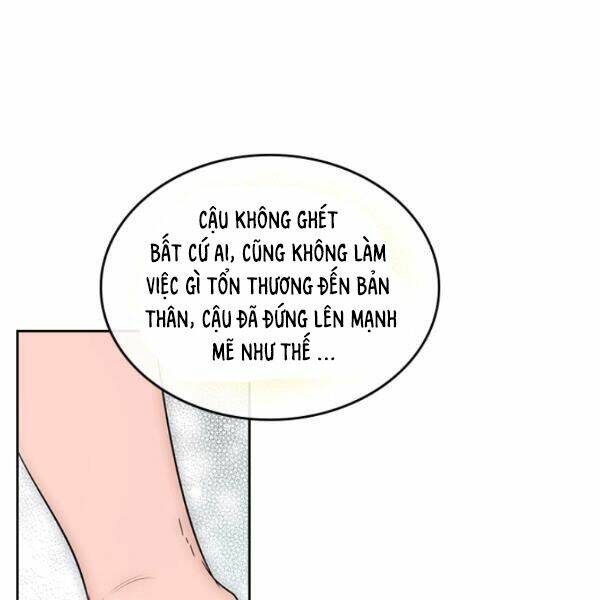 CẬU KHÔNG GHÉT
BẤT CỨ AI, CŨNG KHÔNG LÀM
VIỆC GÌ TỔN THƯƠNG ĐẾN BẢN
THÂN, CẬU ĐÃ ĐỨNG LÊN MẠNH
MẼ NHƯ THẾ ...